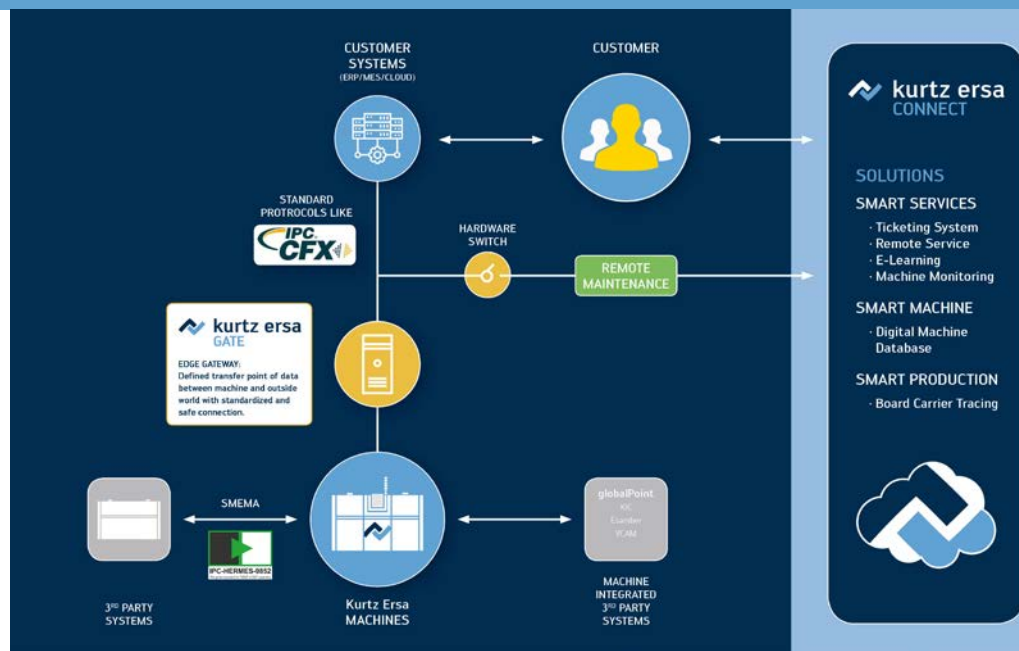 CUSTOMER
SYSTEMS
(ERP/MES/CLOUD)
CUSTOMER
STANDARD
PROTROCOLS LIKE
IPC
CFX
HARDWARE
SWITCH
REMOTE
MAINTENANCE
kurtz ersa
GATE
EDGE GATEWAY:
Defined transfer point of data
between machine and outside
world with standardized and
safe connection.
SMEMA
IPC-HERMES-9852
3RD PARTY
SYSTEMS
Kurtz Ersa
MACHINES
globalPoint
KIC
MACHINE
INTEGRATED
3RD PARTY
SYSTEMS
kurtz ersa
CONNECT
SOLUTIONS
SMART SERVICES
· Ticketing System
· Remote Service
· E-Learning
· Machine Monitoring
SMART MACHINE
· Digital Machine
Database
SMART PRODUCTION
· Board Carrier Tracing